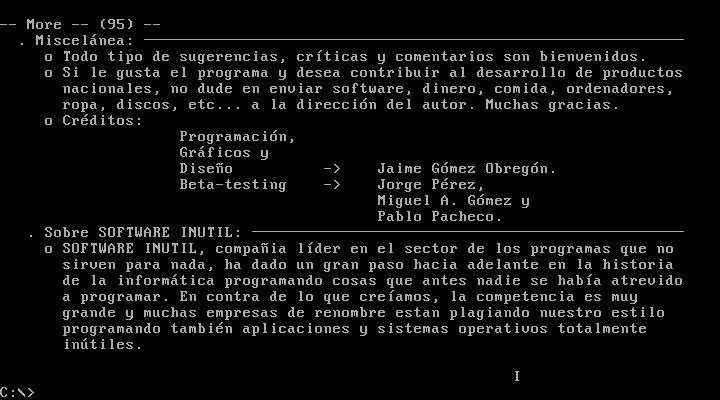 -- More -- (95) --
. Miscelánea:
o Todo tipo de sugerencias, críticas y comentarios son bienvenidos.
o Si le gusta el programa y desea contribuir al desarrollo de productos
nacionales, no dude en enviar software, dinero, comida, ordenadores,
ropa, discos, etc... a la dirección del autor. Muchas gracias.
o Créditos:
Programación,
Gráficos y
Diseño -> Jaime Gómez Obregón.
Beta-testing -> Jorge Pérez,
Miguel A. Gómez y
Pablo Pacheco.
. Sobre SOFTWARE INUTIL:
o SOFTWARE INUTIL, compañia líder en el sector de los programas que no
sirven para nada, ha dado un gran paso hacia adelante en la historia
de la informática programando cosas que antes nadie se había atrevido
a programar. En contra de lo que creíamos, la competencia es muy
grande y muchas empresas de renombre estan plagiando nuestro estilo
programando también aplicaciones y sistemas operativos totalmente
inútiles.
C:\>